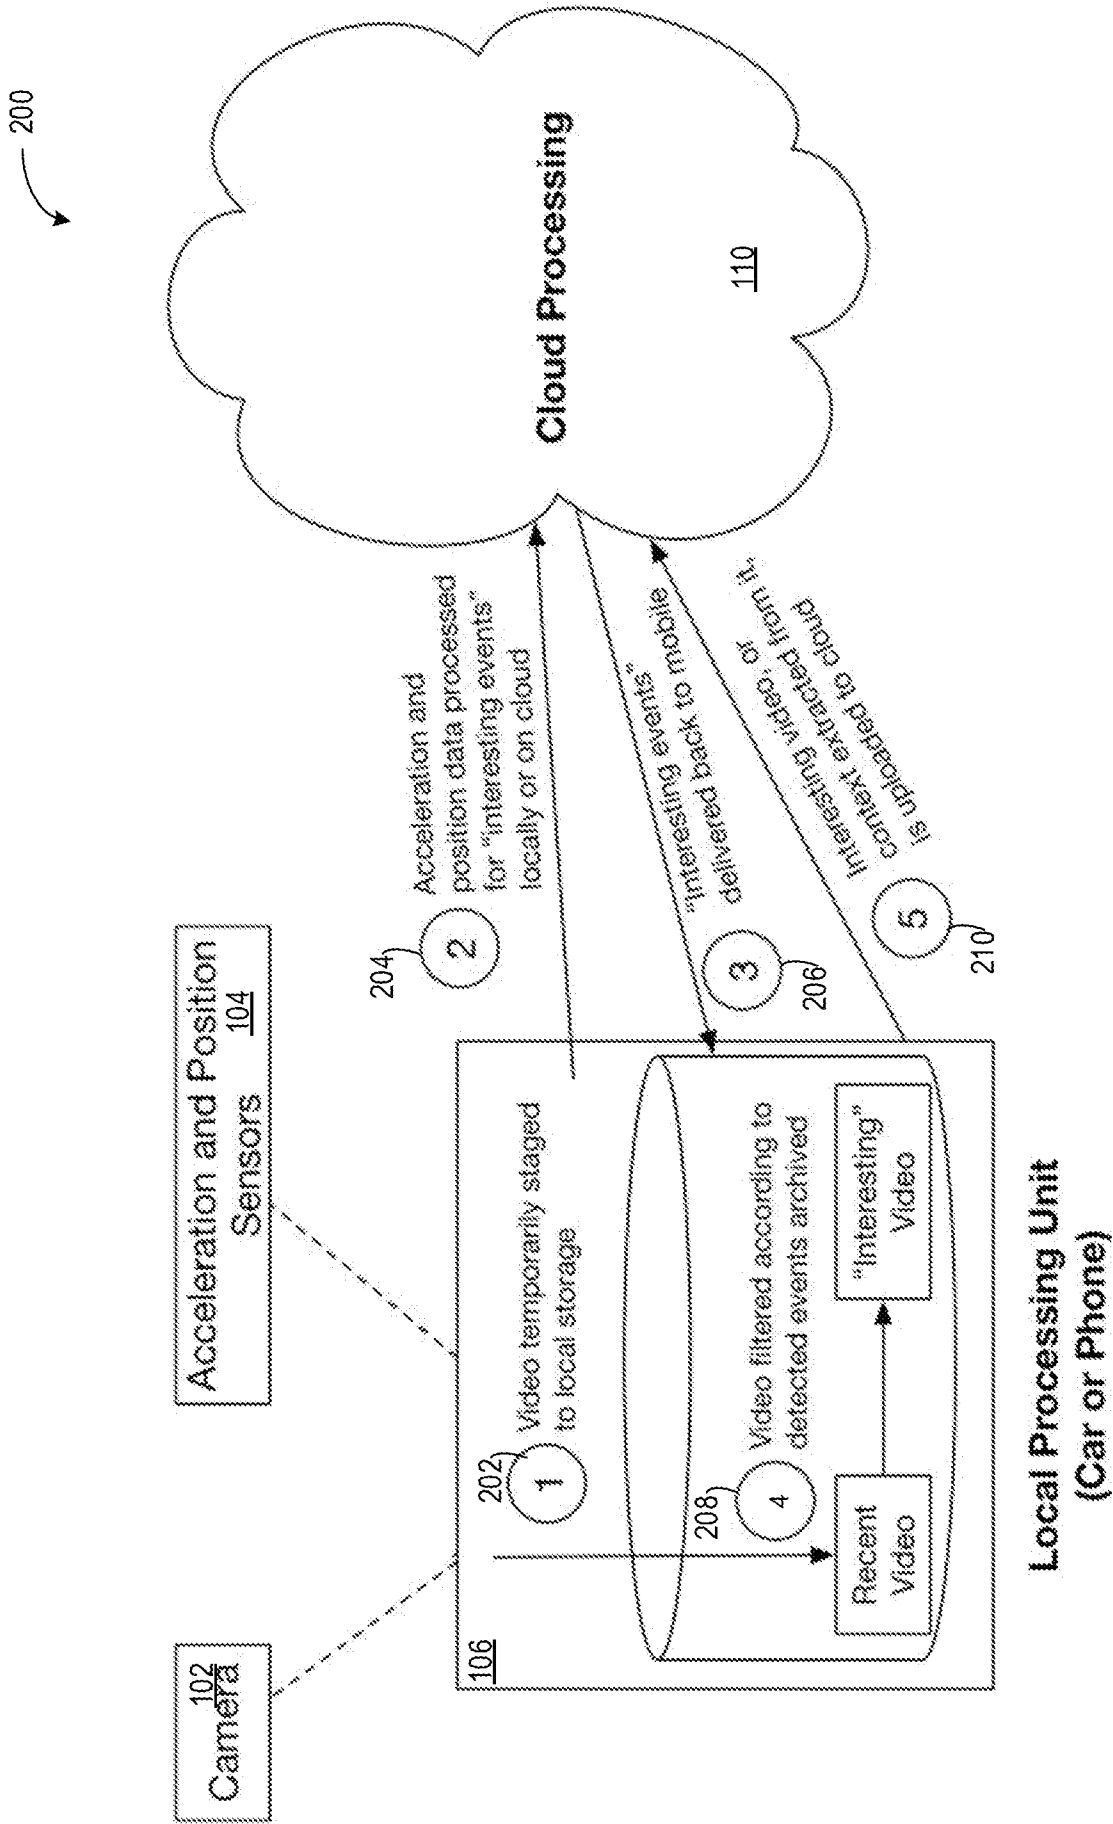 200
Camera
102
Acceleration and Position
Sensors
104
106
202
1
Video temporarily staged
to local storage
204
2
Acceleration and
position data processed
for "interesting events"
locally or on cloud
Cloud Processing
110
"Interesting events"
delivered back to mobile
3
206
208
4
Video filtered according to
detected events archived
Recent
Video
"Interesting"
Video
Interesting video, or
context extracted from it,
is uploaded to cloud
5
210
Local Processing Unit
(Car or Phone)